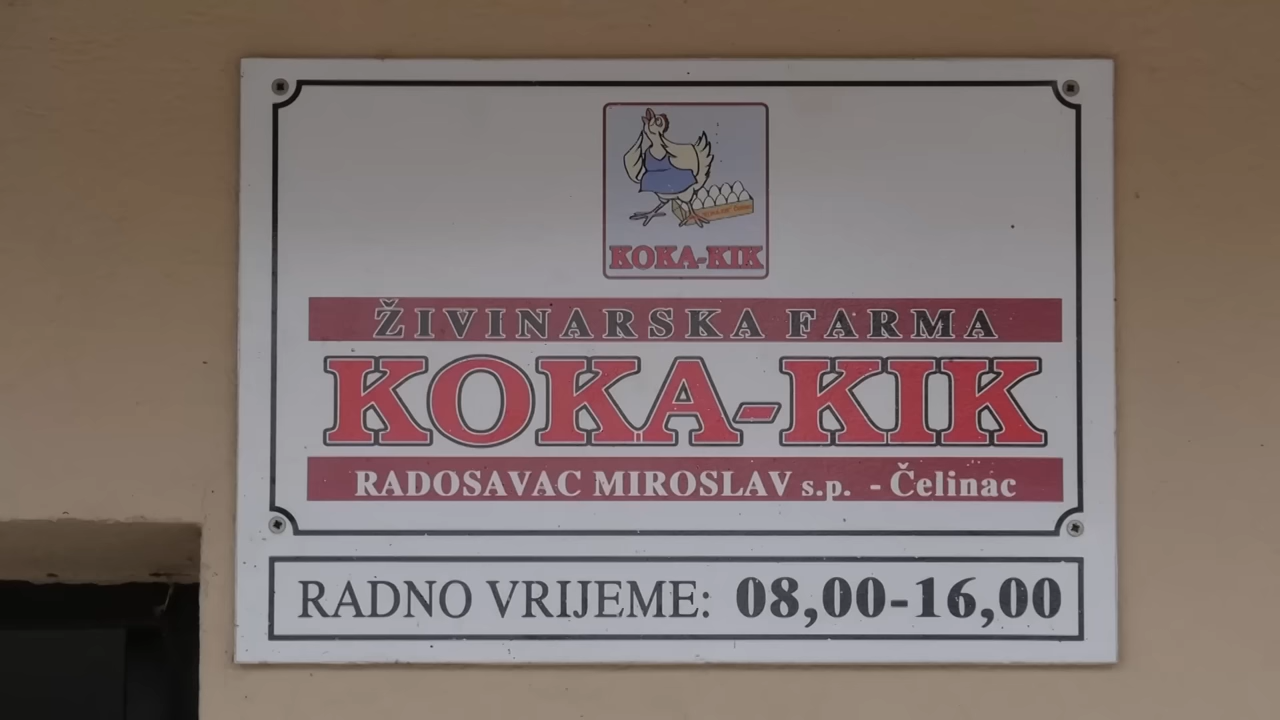 KOKA-KIK
ŽIVINARSKA FARMA
KOKA-KIK
RADOSAVAC MIROSLAV s.p. - Čelinac
RADNO VRIJEME: 08,00-16,00